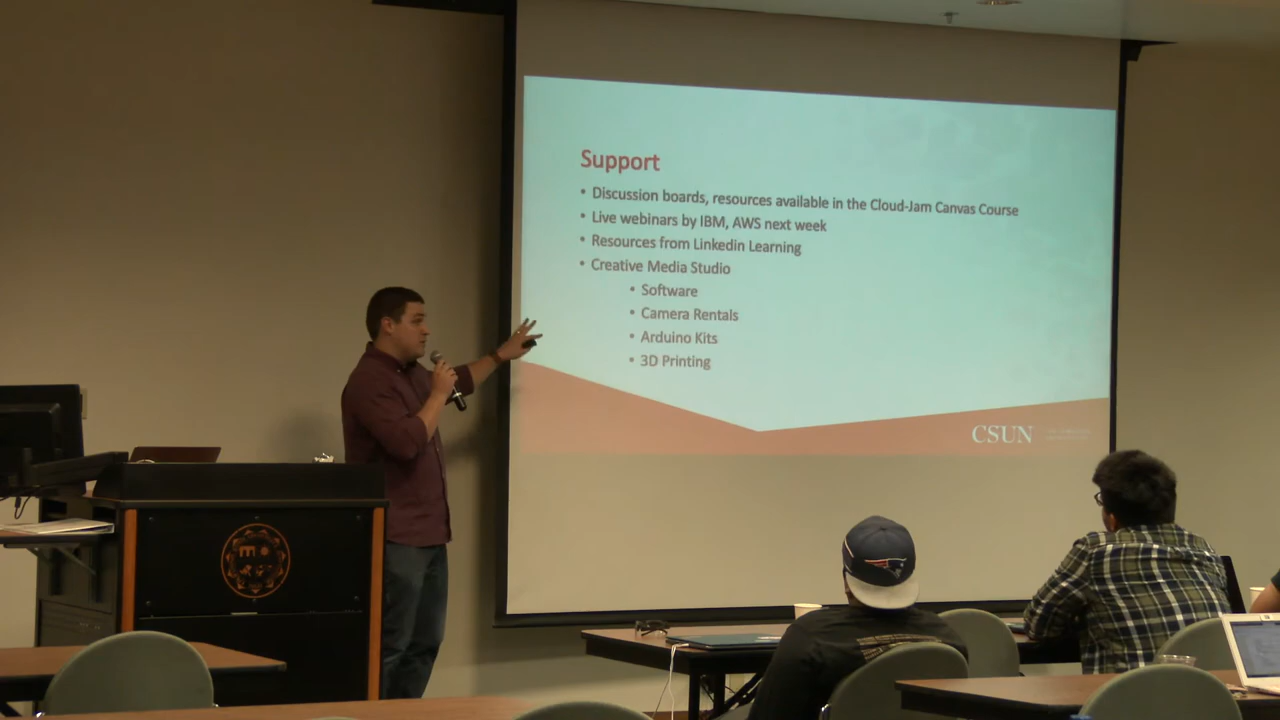 Support
• Discussion boards, resources available in the Cloud-Jam Canvas Course
• Live webinars by IBM, AWS next week
• Resources from Linkedin Learning
• Creative Media Studio
• Software
• Camera Rentals
• Arduino Kits
• 3D Printing
CSUN